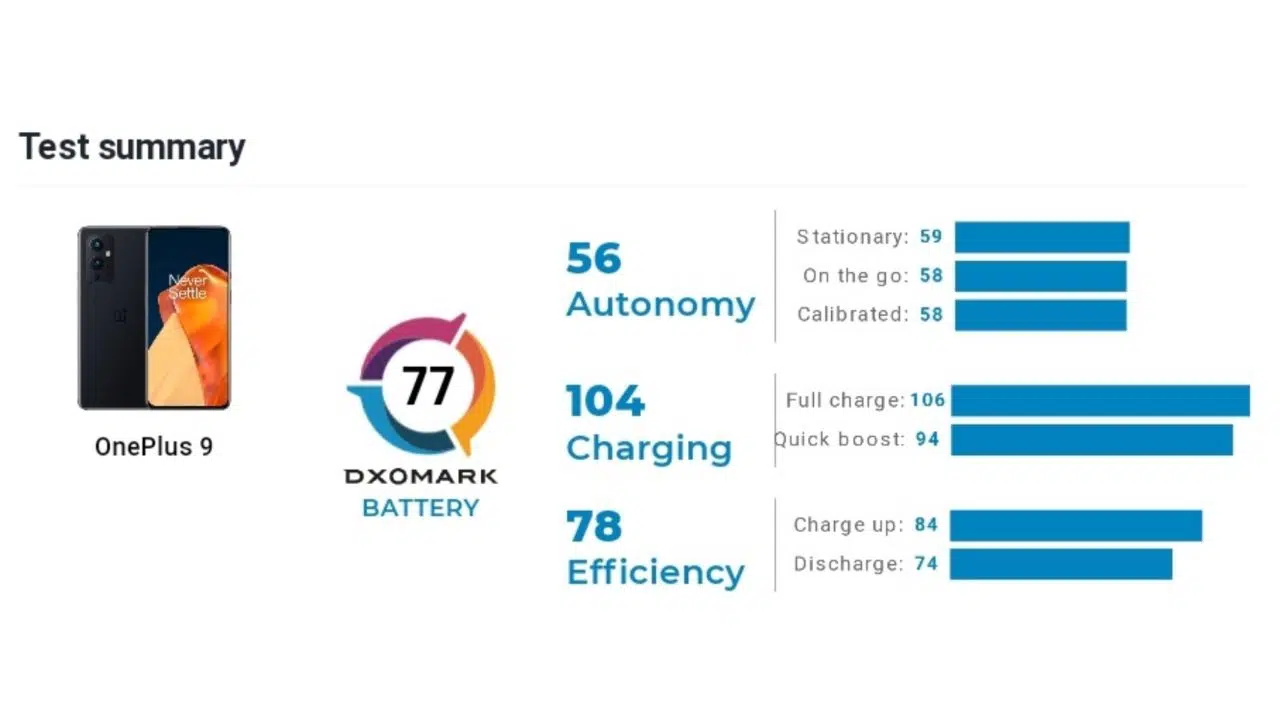 Test summary
Never
Settle
OnePlus 9
77
DXOMARK
BATTERY
56
Autonomy
Stationary: 59
On the go: 58
Calibrated: 58
104
Charging
Full charge: 106
Quick boost: 94
78
Efficiency
Charge up: 84
Discharge: 74